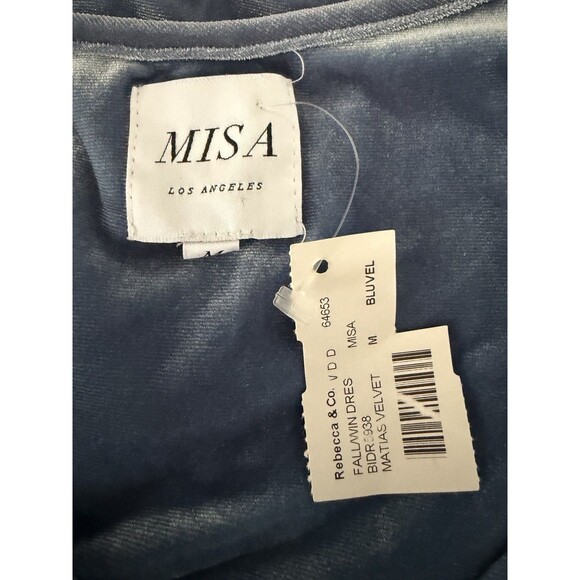 MISA
LOS ANGELES
M
Rebecca & Co. V D D 64653
FALL/WIN DRES MISA
M BLUVEL
MATIAS VELVET